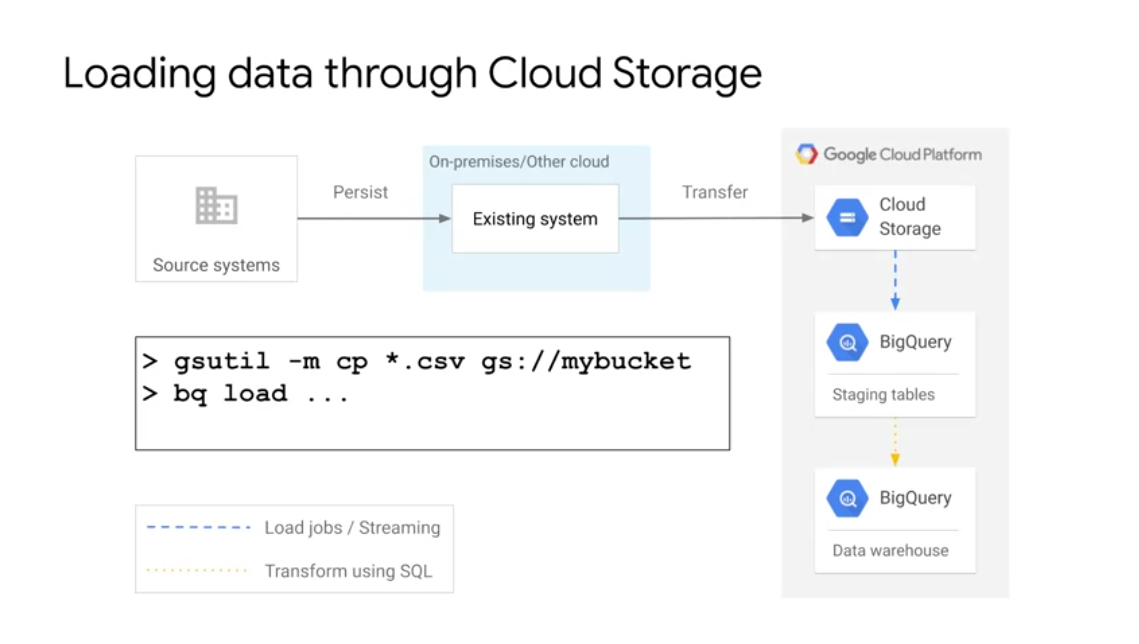 Loading data through Cloud Storage
Source systems
Persist
On-premises/Other cloud
Existing system
Transfer
Google Cloud Platform
Cloud
Storage
BigQuery
Staging tables
BigQuery
Data warehouse
> gsutil -m cp *.csv gs://mybucket
> bq load ...
Load jobs / Streaming
Transform using SQL